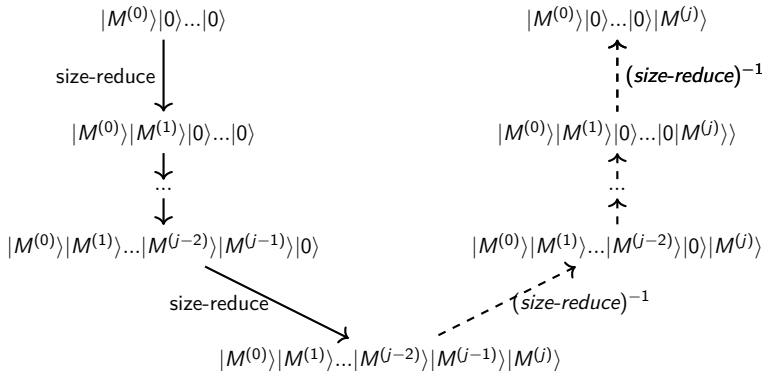 |M^(0)⟩|0⟩...|0⟩
size-reduce
|M^(0)⟩|M^(1)⟩|0⟩...|0⟩
...
|M^(0)⟩|M^(1)⟩...|M^(j−2)⟩|M^(j−1)⟩|0⟩
size-reduce
|M^(0)⟩|M^(1)⟩...|M^(j−2)⟩|M^(j−1)⟩|M^(j)⟩
(size-reduce)^−1
|M^(0)⟩|M^(1)⟩...|M^(j−2)⟩|0⟩|M^(j)⟩
...
|M^(0)⟩|M^(1)⟩|0⟩...|0|M^(j)⟩⟩
(size-reduce)^−1
|M^(0)⟩|0⟩...|0⟩|M^(j)⟩